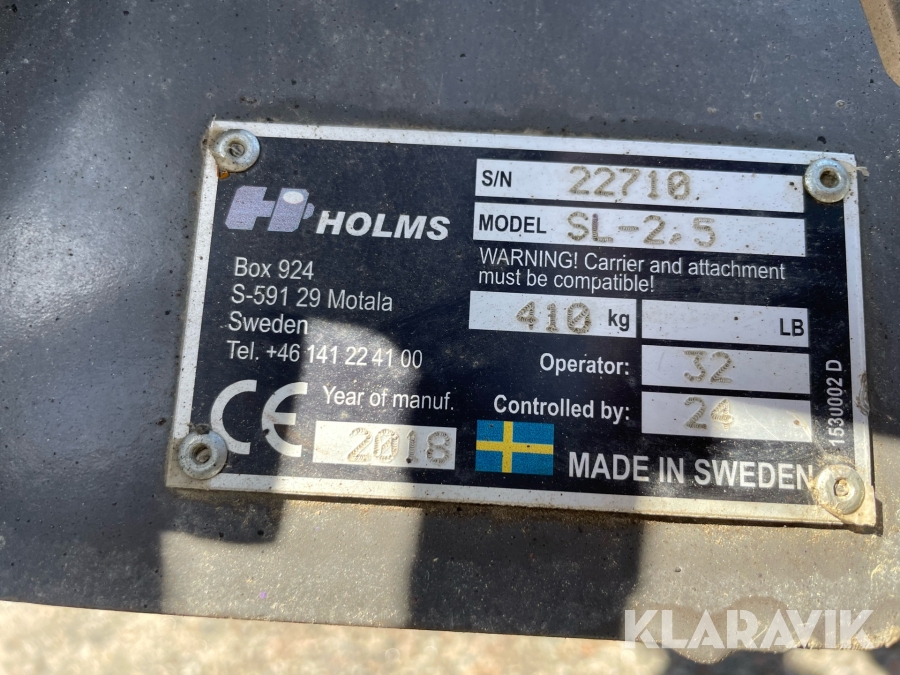 HOLMS
Box 924
S-591 29 Motala
Sweden
Tel. +46 141 22 41 00
CE
Year of manuf.
2018
S/N 22710
MODEL SL-2,5
WARNING! Carrier and attachment
must be compatible!
410 kg LB
Operator: 32
Controlled by: 24
MADE IN SWEDEN
1530002 D
KLARAVIK